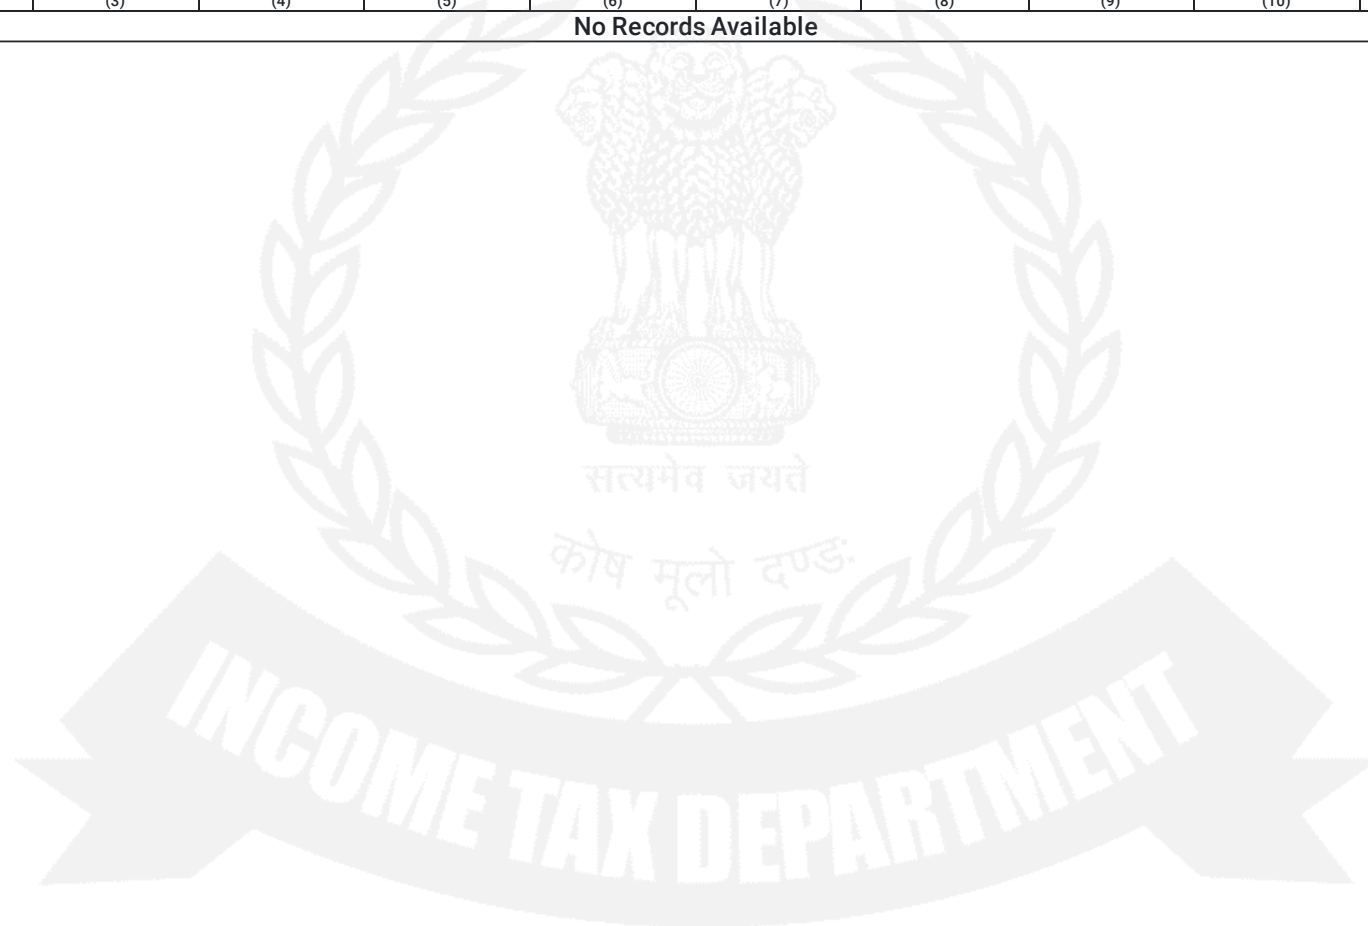 (3) (4) (5) (6) (7) (8) (9) (10)
No Records Available
सत्यमेव जयते
कोष मूलो दण्डः
INCOME TAX DEPARTMENT